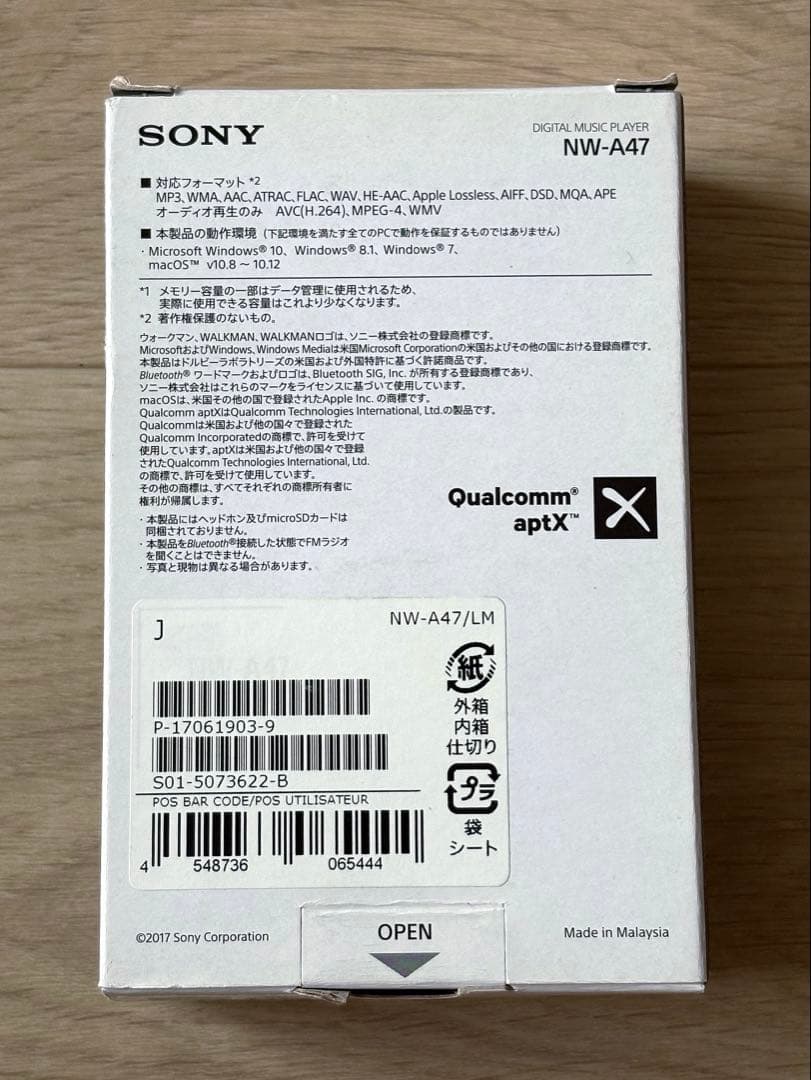 SONY
DIGITAL MUSIC PLAYER
NW-A47
■ 対応フォーマット *2
MP3、WMA、AAC、ATRAC、FLAC、WAV、HE-AAC、Apple Lossless、AIFF、DSD、MQA、APE
オーディオ再生のみ　AVC(H.264)、MPEG-4、WMV
■ 本製品の動作環境（下記環境を満たす全てのPCで動作を保証するものではありません）
・Microsoft Windows® 10、Windows® 8.1、Windows® 7、
macOS™ v10.8 ~ 10.12
*1 メモリー容量の一部はデータ管理に使用されるため、
実際に使用できる容量はこれより少なくなります。
*2 著作権保護のないもの。
ウォークマン、WALKMAN、WALKMANロゴは、ソニー株式会社の登録商標です。
MicrosoftおよびWindows、Windows Mediaは米国Microsoft Corporationの米国およびその他の国における登録商標です。
本製品はドルビーラボラトリーズの米国および外国特許に基づく許諾商品です。
Bluetooth® ワードマークおよびロゴは、Bluetooth SIG, Inc. が所有する登録商標であり、
ソニー株式会社はこれらのマークをライセンスに基づいて使用しています。
macOSは、米国その他の国で登録されたApple Inc. の商標です。
Qualcomm aptXはQualcomm Technologies International, Ltd.の製品です。
Qualcommは米国および他の国々で登録された
Qualcomm Incorporatedの商標で、許可を受けて
使用しています。aptXは米国および他の国々で登録
されたQualcomm Technologies International, Ltd.
の商標で、許可を受けて使用しています。
その他の商標は、すべてそれぞれの商標所有者に
権利が帰属します。
・本製品にはヘッドホン及びmicroSDカードは
同梱されておりません。
・本製品をBluetooth®接続した状態でFMラジオ
を聞くことはできません。
・写真と現物は異なる場合があります。
Qualcomm®
aptX™
J
NW-A47/LM
紙
外箱
内箱
仕切り
プラ
袋
シート
P-17061903-9
S01-5073622-B
POS BAR CODE/POS UTILISATEUR
4 548736 065444
©2017 Sony Corporation
OPEN
Made in Malaysia